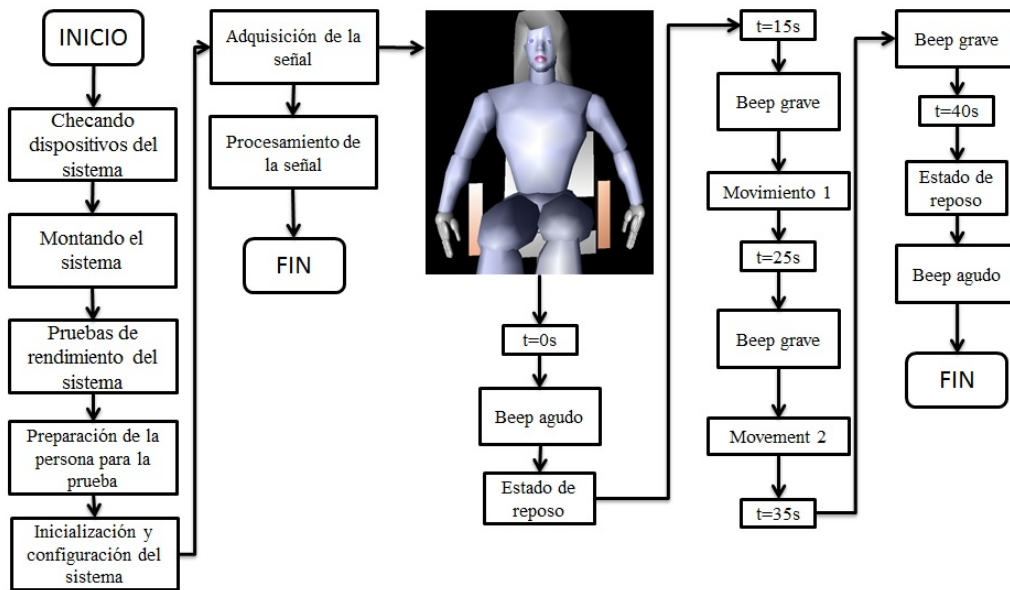 INICIO
Checando
dispositivos del
sistema
Montando el
sistema
Pruebas de
rendimiento del
sistema
Preparación de la
persona para la
prueba
Inicialización y
configuración del
sistema
Adquisición de la
señal
Procesamiento de
la señal
FIN
t=0s
Beep agudo
Estado de
reposo
t=15s
Beep grave
Movimiento 1
t=25s
Beep grave
Movement 2
t=35s
Beep grave
t=40s
Estado de
reposo
Beep agudo
FIN